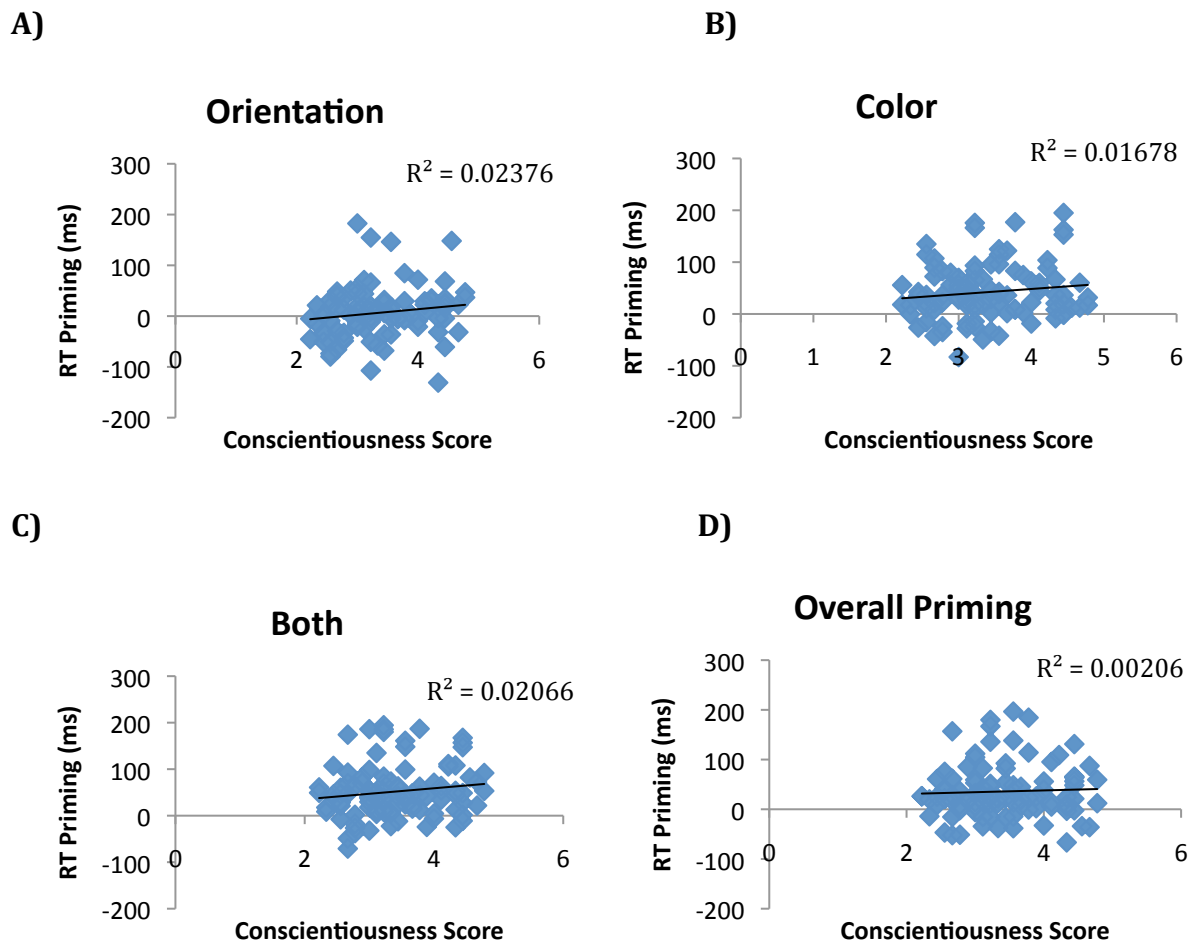 A)
Orientation
R² = 0.02376
300
200
100
0
-100
-200
0
2
4
6
RT Priming (ms)
Conscientiousness Score
B)
Color
R² = 0.01678
300
200
100
0
-100
-200
0
1
2
3
4
5
6
RT Priming (ms)
Conscientiousness Score
C)
Both
R² = 0.02066
300
200
100
0
-100
-200
0
2
4
6
RT Priming (ms)
Conscientiousness Score
D)
Overall Priming
R² = 0.00206
300
200
100
0
-100
-200
0
2
4
6
RT Priming (ms)
Conscientiousness Score